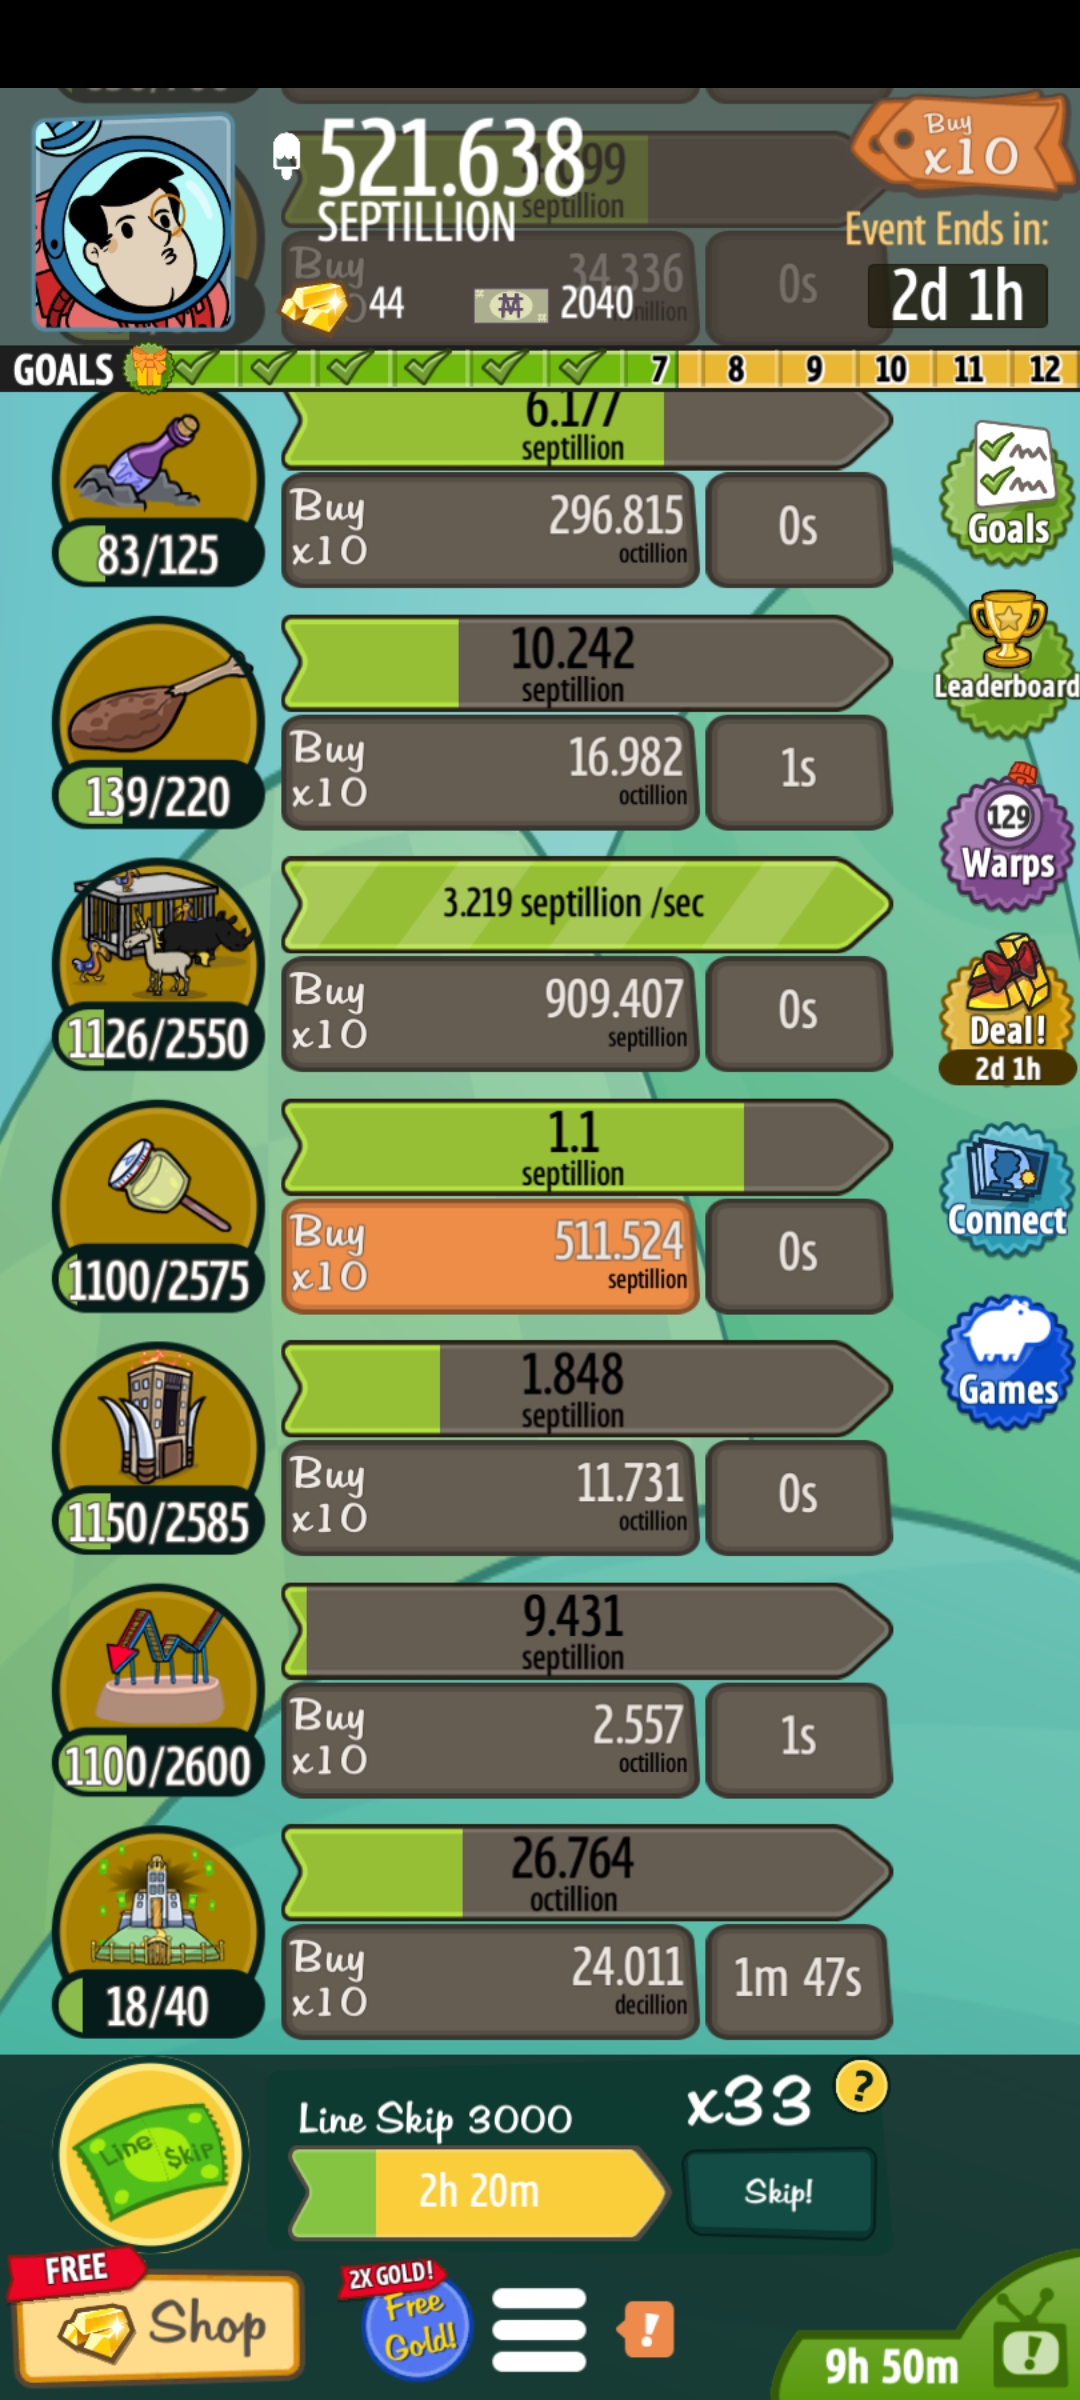 521.638
SEPTILLION
septillion
Buy
x10
Event Ends in:
Buy
34.336
0s
44
2040
2d 1h
GOALS
7
8
9
10
11
12
6.177
septillion
83/125
Buy
x10
296.815
octillion
0s
Goals
10.242
septillion
139/220
Buy
x10
16.982
octillion
1s
Leaderboard
3.219 septillion /sec
1126/2550
Buy
x10
909.407
septillion
0s
129
Warps
Deal!
2d 1h
1.1
septillion
1100/2575
Buy
x10
511.524
septillion
0s
Connect
1.848
septillion
1150/2585
Buy
x10
11.731
octillion
0s
Games
9.431
septillion
1100/2600
Buy
x10
2.557
octillion
1s
26.764
octillion
18/40
Buy
x10
24.011
decillion
1m 47s
Line $kip
Line Skip 3000
x33
?
2h 20m
Skip!
FREE
Shop
2X GOLD!
Free
Gold!
!
9h 50m
!